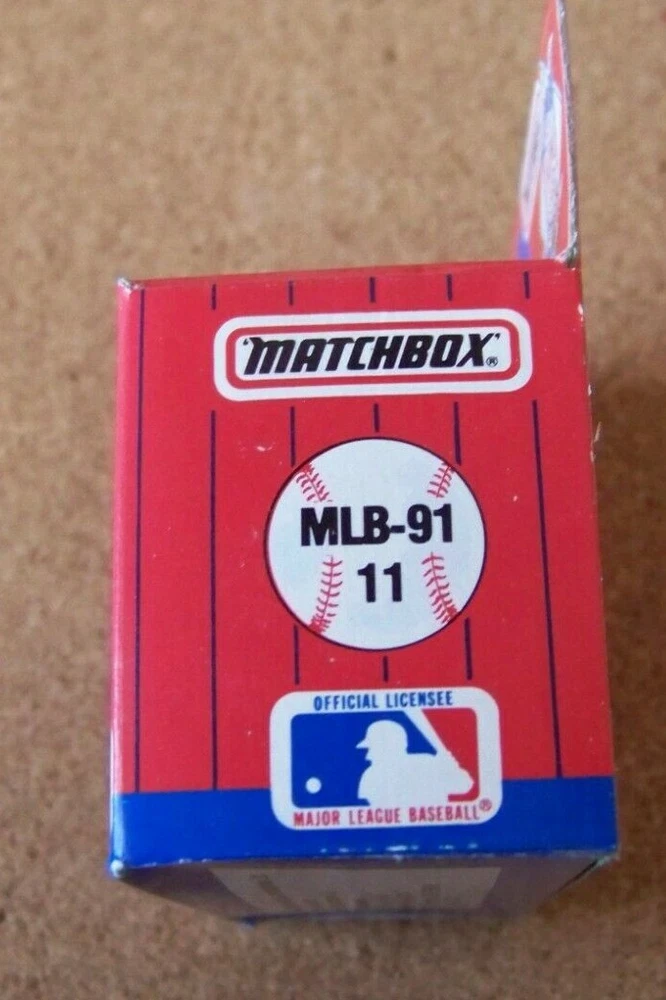 'MATCHBOX'®
MLB-91
11
OFFICIAL LICENSEE
MAJOR LEAGUE BASEBALL®